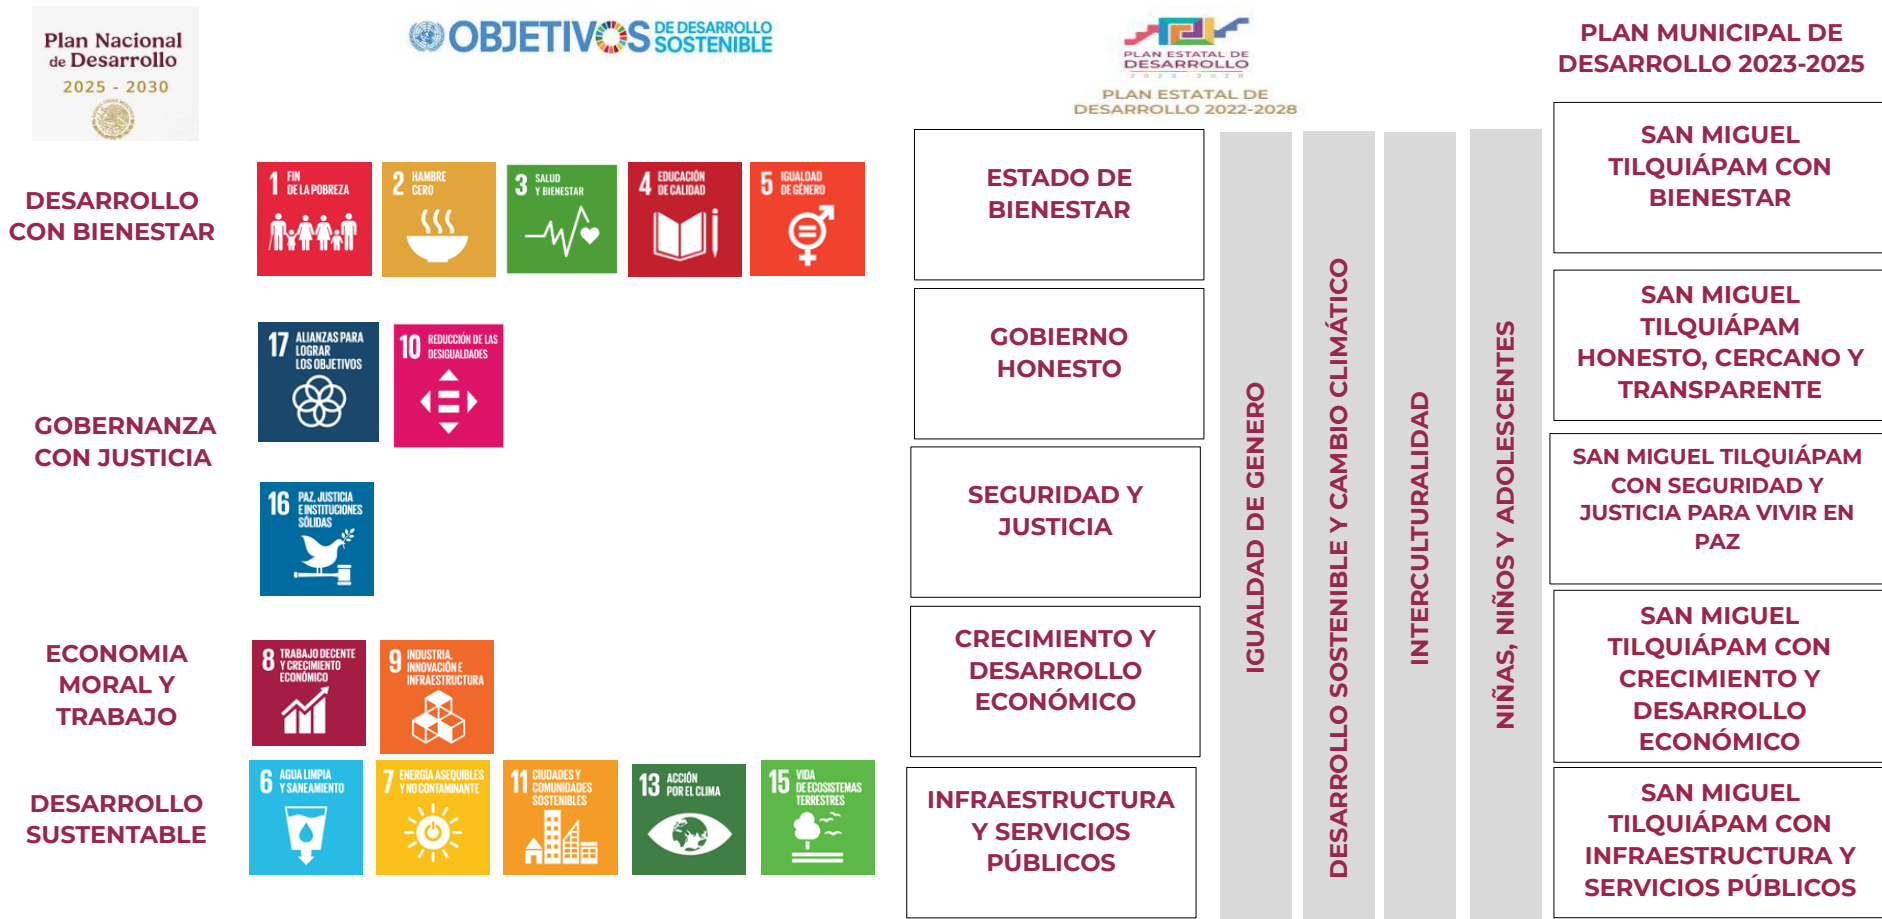 Plan Nacional
de Desarrollo
2025 - 2030
OBJETIVOS DE DESARROLLO
SOSTENIBLE
PLAN ESTATAL DE
DESARROLLO
2022-2028
PLAN ESTATAL DE
DESARROLLO 2022-2028
PLAN MUNICIPAL DE
DESARROLLO 2023-2025
DESARROLLO
CON BIENESTAR
1 FIN
DE LA POBREZA
2 HAMBRE
CERO
3 SALUD
Y BIENESTAR
4 EDUCACIÓN
DE CALIDAD
5 IGUALDAD
DE GÉNERO
ESTADO DE
BIENESTAR
SAN MIGUEL
TILQUIÁPAM CON
BIENESTAR
GOBERNANZA
CON JUSTICIA
17 ALIANZAS PARA
LOGRAR
LOS OBJETIVOS
10 REDUCCIÓN DE LAS
DESIGUALDADES
GOBIERNO
HONESTO
SAN MIGUEL
TILQUIÁPAM
HONESTO, CERCANO Y
TRANSPARENTE
16 PAZ, JUSTICIA
E INSTITUCIONES
SÓLIDAS
SEGURIDAD Y
JUSTICIA
SAN MIGUEL TILQUIÁPAM
CON SEGURIDAD Y
JUSTICIA PARA VIVIR EN
PAZ
ECONOMIA
MORAL Y
TRABAJO
8 TRABAJO DECENTE
Y CRECIMIENTO
ECONÓMICO
9 INDUSTRIA,
INNOVACIÓN E
INFRAESTRUCTURA
CRECIMIENTO Y
DESARROLLO
ECONÓMICO
SAN MIGUEL
TILQUIÁPAM CON
CRECIMIENTO Y
DESARROLLO
ECONÓMICO
DESARROLLO
SUSTENTABLE
6 AGUA LIMPIA
Y SANEAMIENTO
7 ENERGÍA ASEQUIBLES
Y NO CONTAMINANTE
11 CIUDADES Y
COMUNIDADES
SOSTENIBLES
13 ACCIÓN
POR EL CLIMA
15 VIDA
DE ECOSISTEMAS
TERRESTRES
INFRAESTRUCTURA
Y SERVICIOS
PÚBLICOS
SAN MIGUEL
TILQUIÁPAM CON
INFRAESTRUCTURA Y
SERVICIOS PÚBLICOS
IGUALDAD DE GENERO
DESARROLLO SOSTENIBLE Y CAMBIO CLIMÁTICO
INTERCULTURALIDAD
NIÑAS, NIÑOS Y ADOLESCENTES